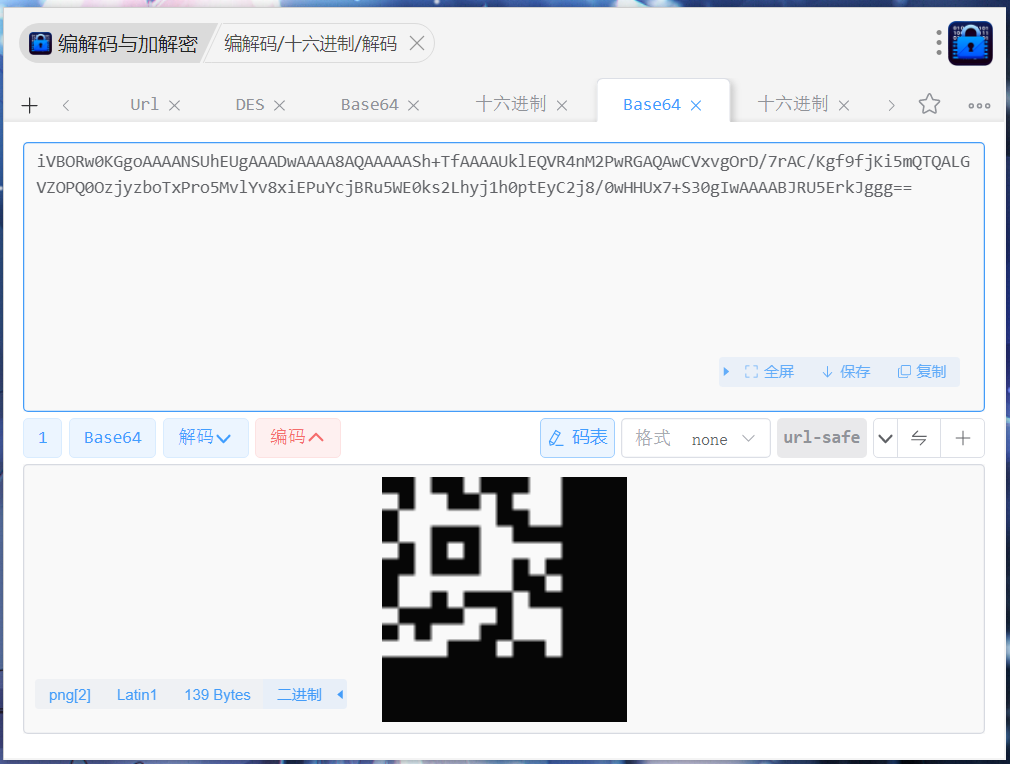 编解码与加解密
编解码/十六进制/解码
Url
DES
Base64
十六进制
Base64
十六进制
iVBORw0KGgoAAAANSUhEUgAAADwAAAA8AQAAAAASh+TfAAAAUklEQVR4nM2PwRGAQAwCVxvgOrD/7rAC/Kgf9fjKi5mQTQALG
VZOPQ0OzjyzboTxPro5MvlYv8xiEPuYcjBRu5WE0ks2Lhyj1h0ptEyC2j8/0wHHUx7+S30gIwAAAABJRU5ErkJggg==
全屏
保存
复制
1
Base64
解码
编码
码表
格式
none
url-safe
png[2]
Latin1
139 Bytes
二进制